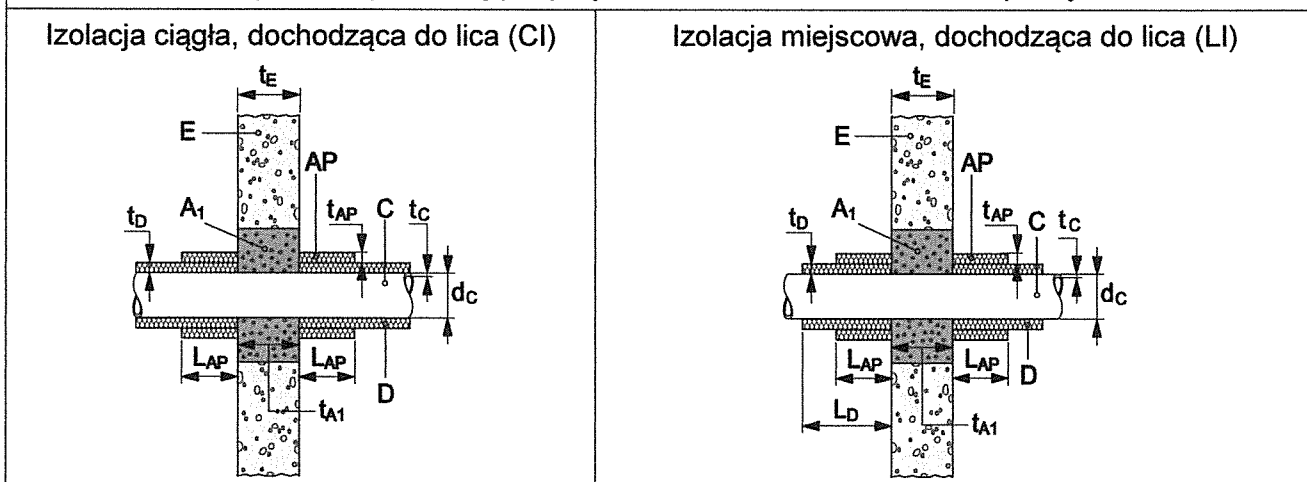 Izolacja ciągła, dochodząca do lica (CI)
tE
E
AP
tD
A1
tAP
C
tC
dC
LAP
LAP
D
tA1
Izolacja miejscowa, dochodząca do lica (LI)
tE
E
AP
tD
A1
tAP
C
tC
dC
LAP
LAP
D
LD
tA1